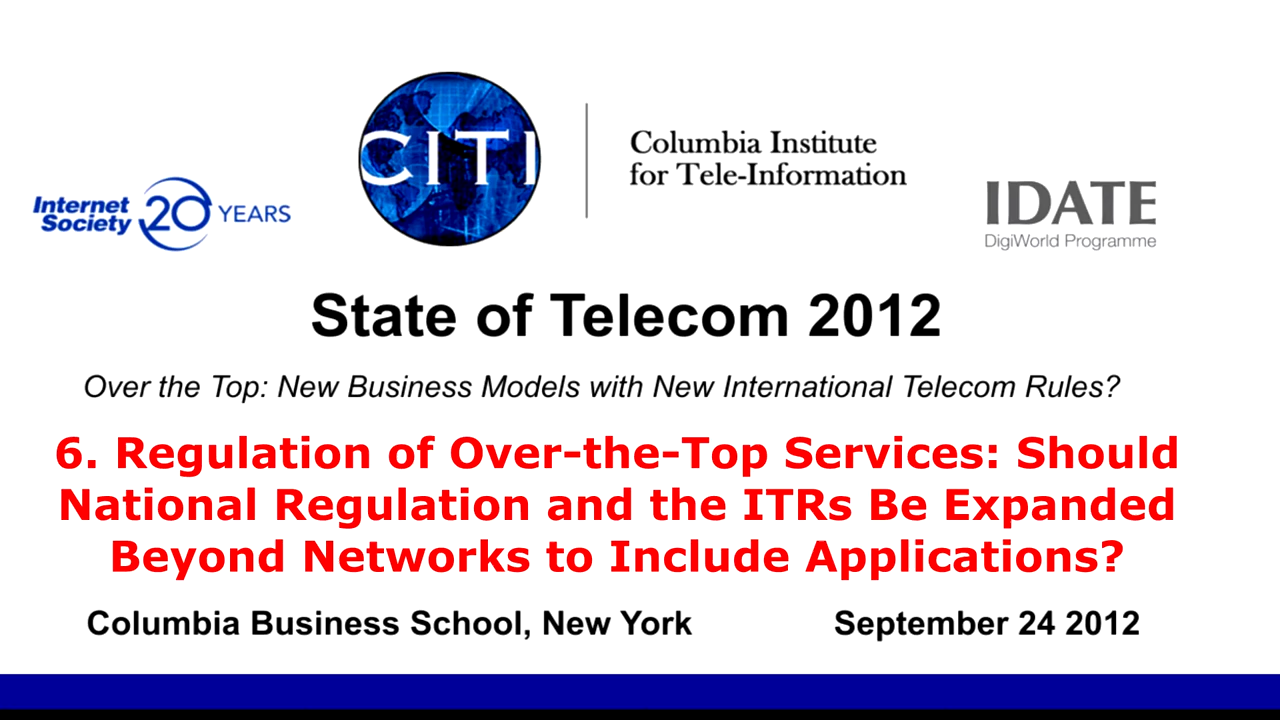 CITI
Columbia Institute
for Tele-Information
Internet
Society
20 YEARS
IDATE
DigiWorld Programme
State of Telecom 2012
Over the Top: New Business Models with New International Telecom Rules?
6. Regulation of Over-the-Top Services: Should
National Regulation and the ITRs Be Expanded
Beyond Networks to Include Applications?
Columbia Business School, New York
September 24 2012